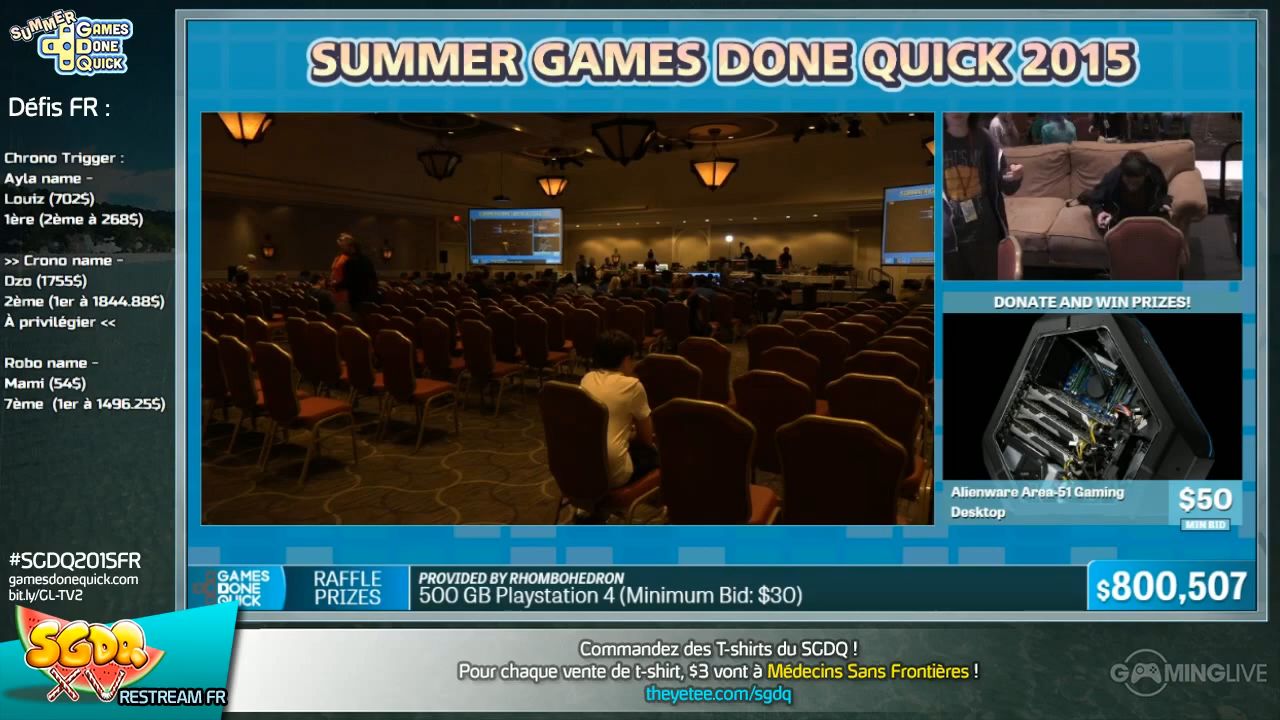 SUMMER
GAMES
DONE
QUICK
Défis FR :
Chrono Trigger :
Ayla name -
Louiz (702$)
1ère (2ème à 268$)
>> Crono name -
Dzo (1755$)
2ème (1er à 1844.88$)
À privilégier <<
Robo name -
Mami (54$)
7ème (1er à 1496.25$)
#SGDQ2015FR
gamesdonequick.com
bit.ly/GL-TV2
SGDQ
XV
RESTREAM FR
SUMMER GAMES DONE QUICK 2015
DONATE AND WIN PRIZES!
Alienware Area-51 Gaming
Desktop
$50
MIN BID
GAMES
DONE
QUICK
RAFFLE
PRIZES
PROVIDED BY RHOMBOHEDRON
500 GB Playstation 4 (Minimum Bid: $30)
$800,507
Commandez des T-shirts du SGDQ !
Pour chaque vente de t-shirt, $3 vont à Médecins Sans Frontières !
theyetee.com/sgdq
GAMINGLIVE